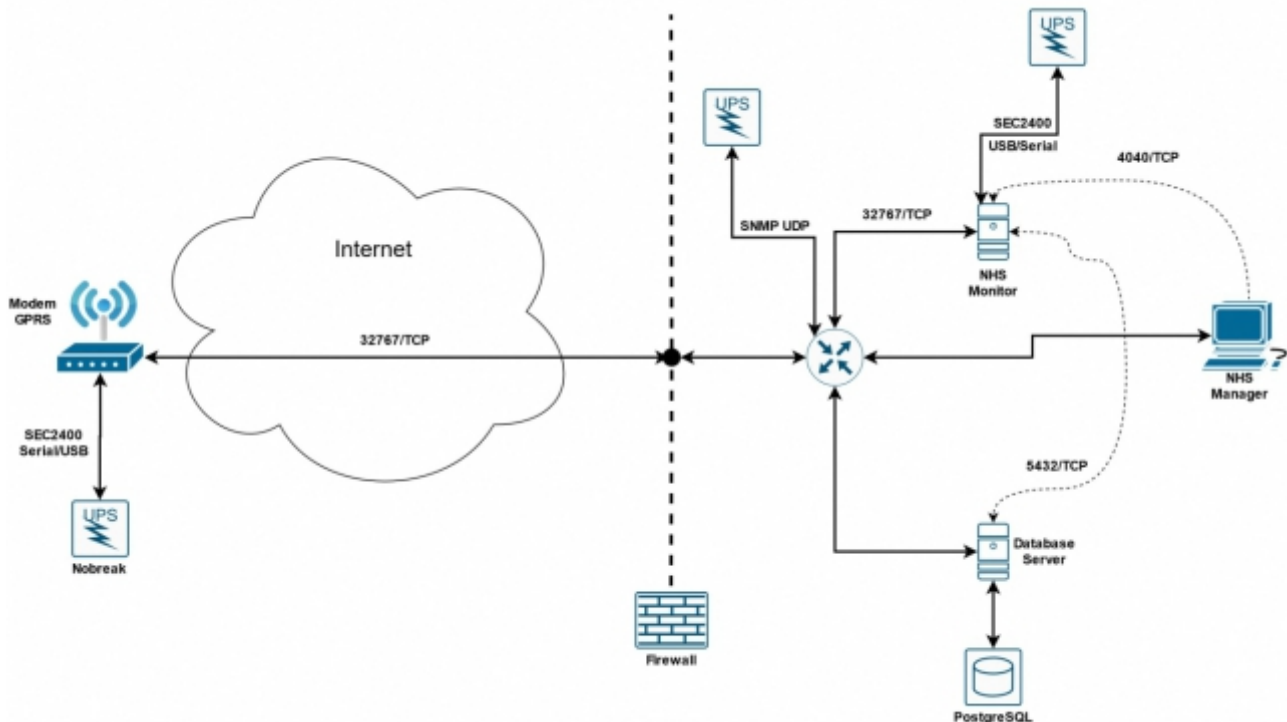 UPS
UPS
SEC2400
USB/Serial
4040/TCP
SNMP UDP
32767/TCP
NHS
Monitor
Internet
Modem
GPRS
32767/TCP
NHS
Manager
?
SEC2400
Serial/USB
5432/TCP
UPS
Nobreak
Database
Server
Firewall
PostgreSQL